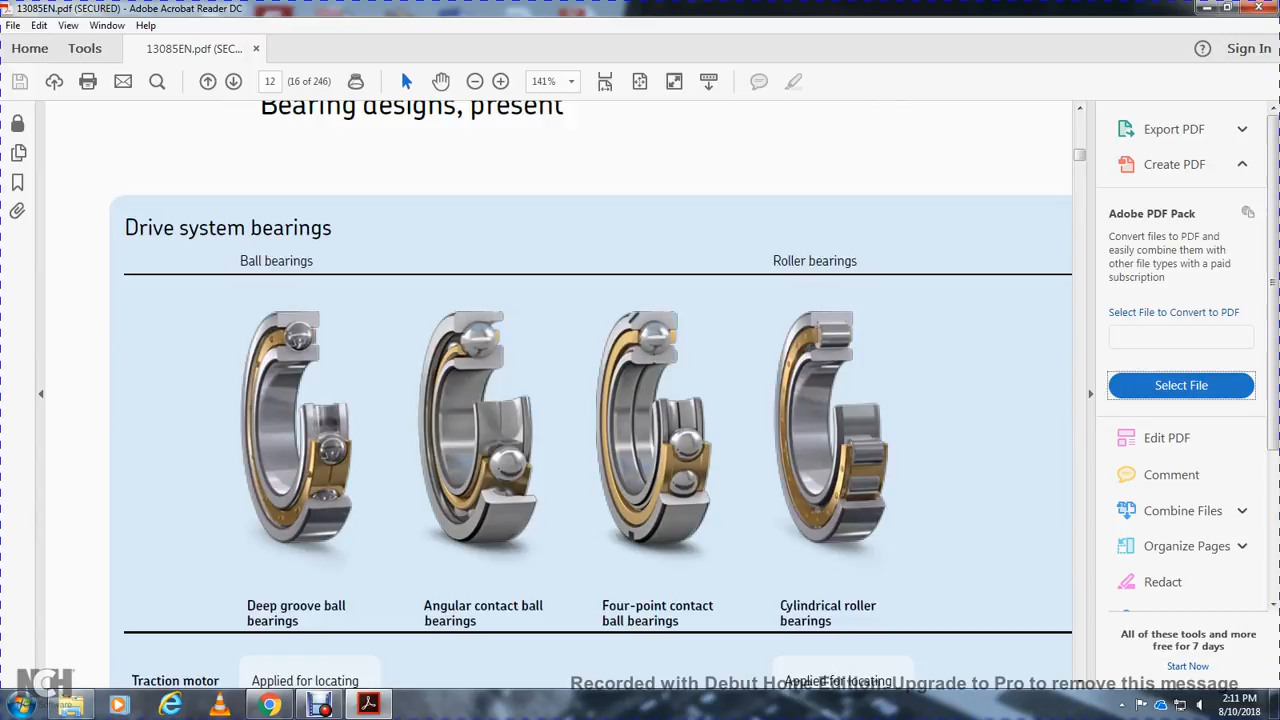 13085EN.pdf (SECURED) - Adobe Acrobat Reader DC
File Edit View Window Help
Home Tools 13085EN.pdf (SEC... × Sign In
12 (16 of 246) 141%
Bearing designs, present
Drive system bearings
Ball bearings Roller bearings
Deep groove ball bearings
Angular contact ball bearings
Four-point contact ball bearings
Cylindrical roller bearings
Traction motor Applied for locating Applied for locating
Export PDF
Create PDF
Adobe PDF Pack
Convert files to PDF and
easily combine them with
other file types with a paid
subscription
Select File to Convert to PDF
Select File
Edit PDF
Comment
Combine Files
Organize Pages
Redact
All of these tools and more
free for 7 days
Start Now
Recorded with Debut Home Edition. Upgrade to Pro to remove this message
NCH
Software
2:11 PM
8/10/2018